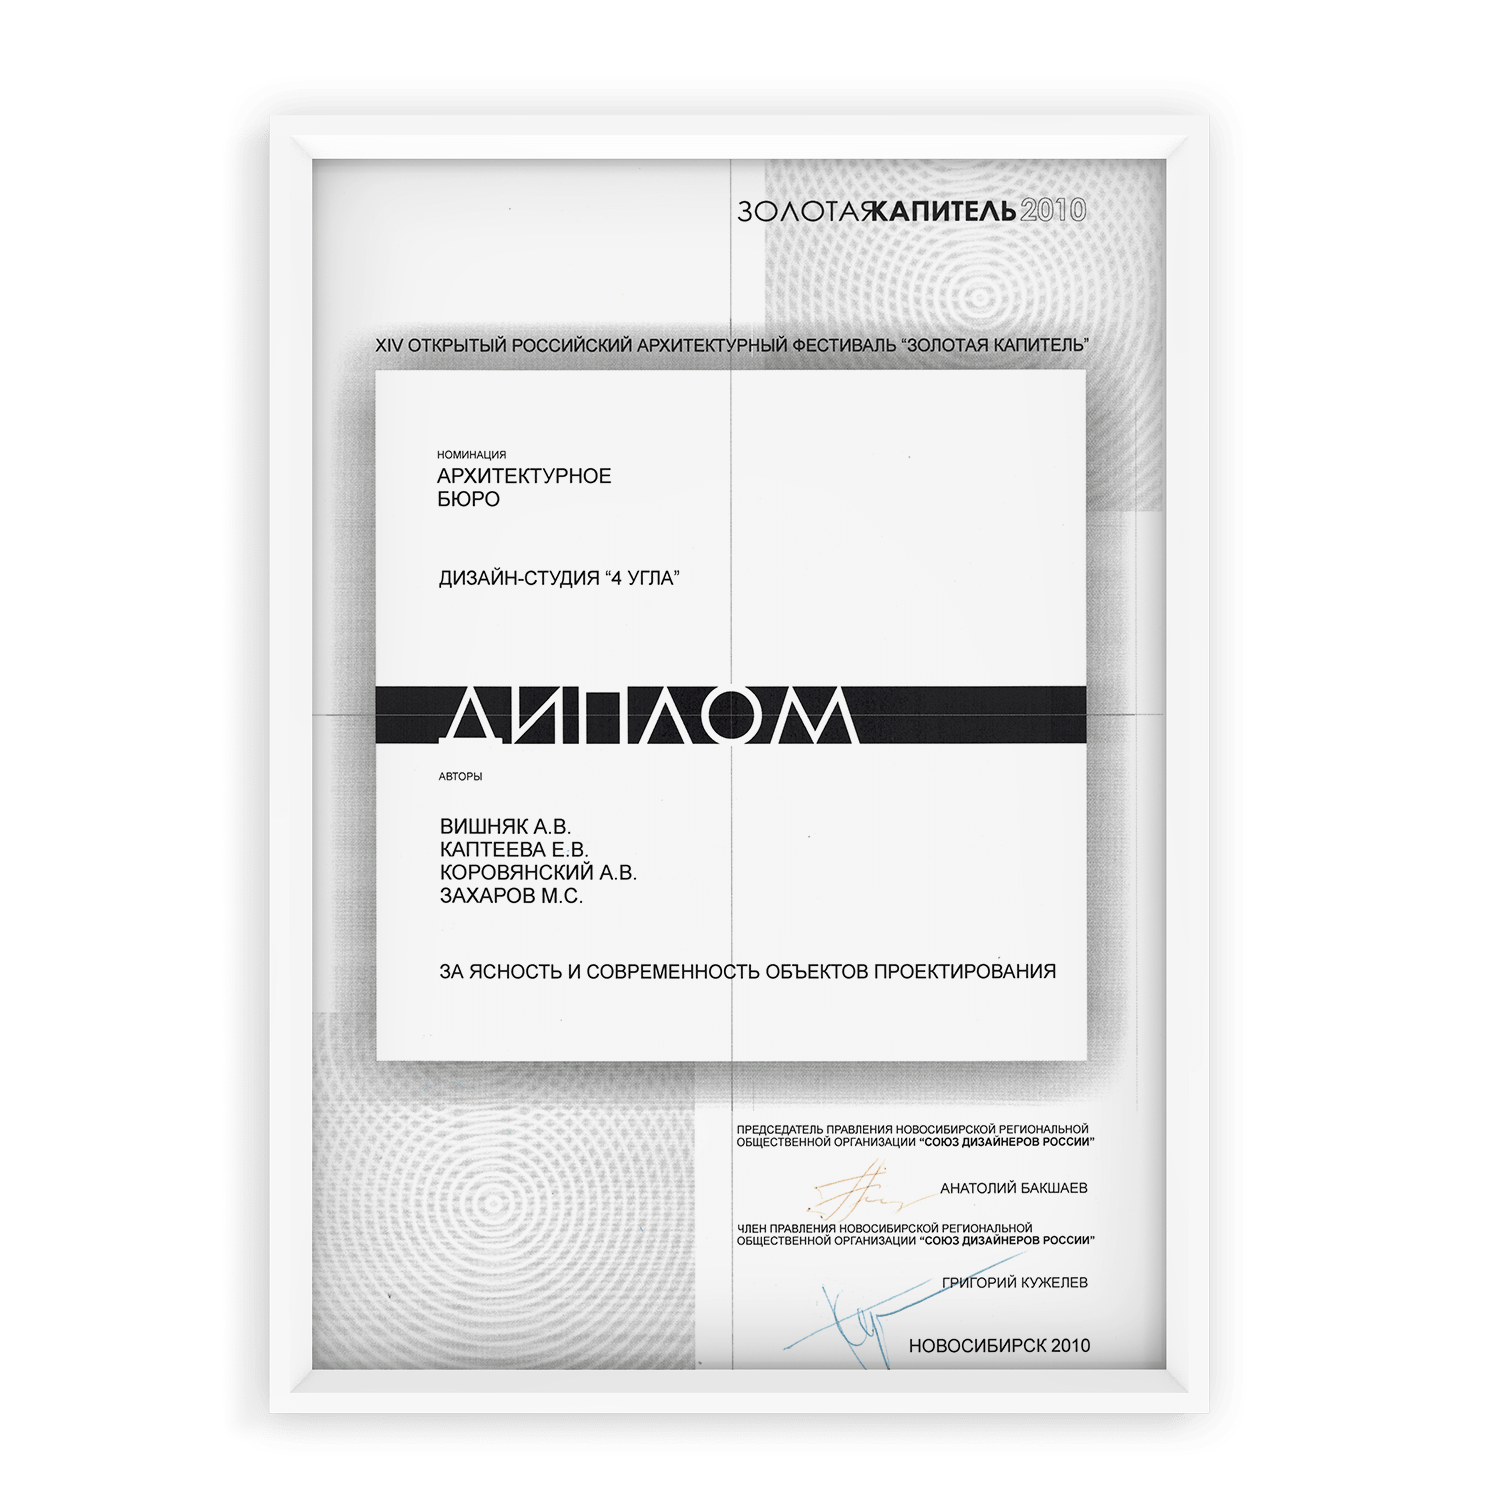 ЗОЛОТАЯКАПИТЕЛЬ2010
XIV ОТКРЫТЫЙ РОССИЙСКИЙ АРХИТЕКТУРНЫЙ ФЕСТИВАЛЬ “ЗОЛОТАЯ КАПИТЕЛЬ”
НОМИНАЦИЯ
АРХИТЕКТУРНОЕ
БЮРО
ДИЗАЙН-СТУДИЯ “4 УГЛА”
ДИПЛОМ
АВТОРЫ
ВИШНЯК А.В.
КАПТЕЕВА Е.В.
КОРОВЯНСКИЙ А.В.
ЗАХАРОВ М.С.
ЗА ЯСНОСТЬ И СОВРЕМЕННОСТЬ ОБЪЕКТОВ ПРОЕКТИРОВАНИЯ
ПРЕДСЕДАТЕЛЬ ПРАВЛЕНИЯ НОВОСИБИРСКОЙ РЕГИОНАЛЬНОЙ
ОБЩЕСТВЕННОЙ ОРГАНИЗАЦИИ “СОЮЗ ДИЗАЙНЕРОВ РОССИИ”
АНАТОЛИЙ БАКШАЕВ
ЧЛЕН ПРАВЛЕНИЯ НОВОСИБИРСКОЙ РЕГИОНАЛЬНОЙ
ОБЩЕСТВЕННОЙ ОРГАНИЗАЦИИ “СОЮЗ ДИЗАЙНЕРОВ РОССИИ”
ГРИГОРИЙ КУЖЕЛЕВ
НОВОСИБИРСК 2010